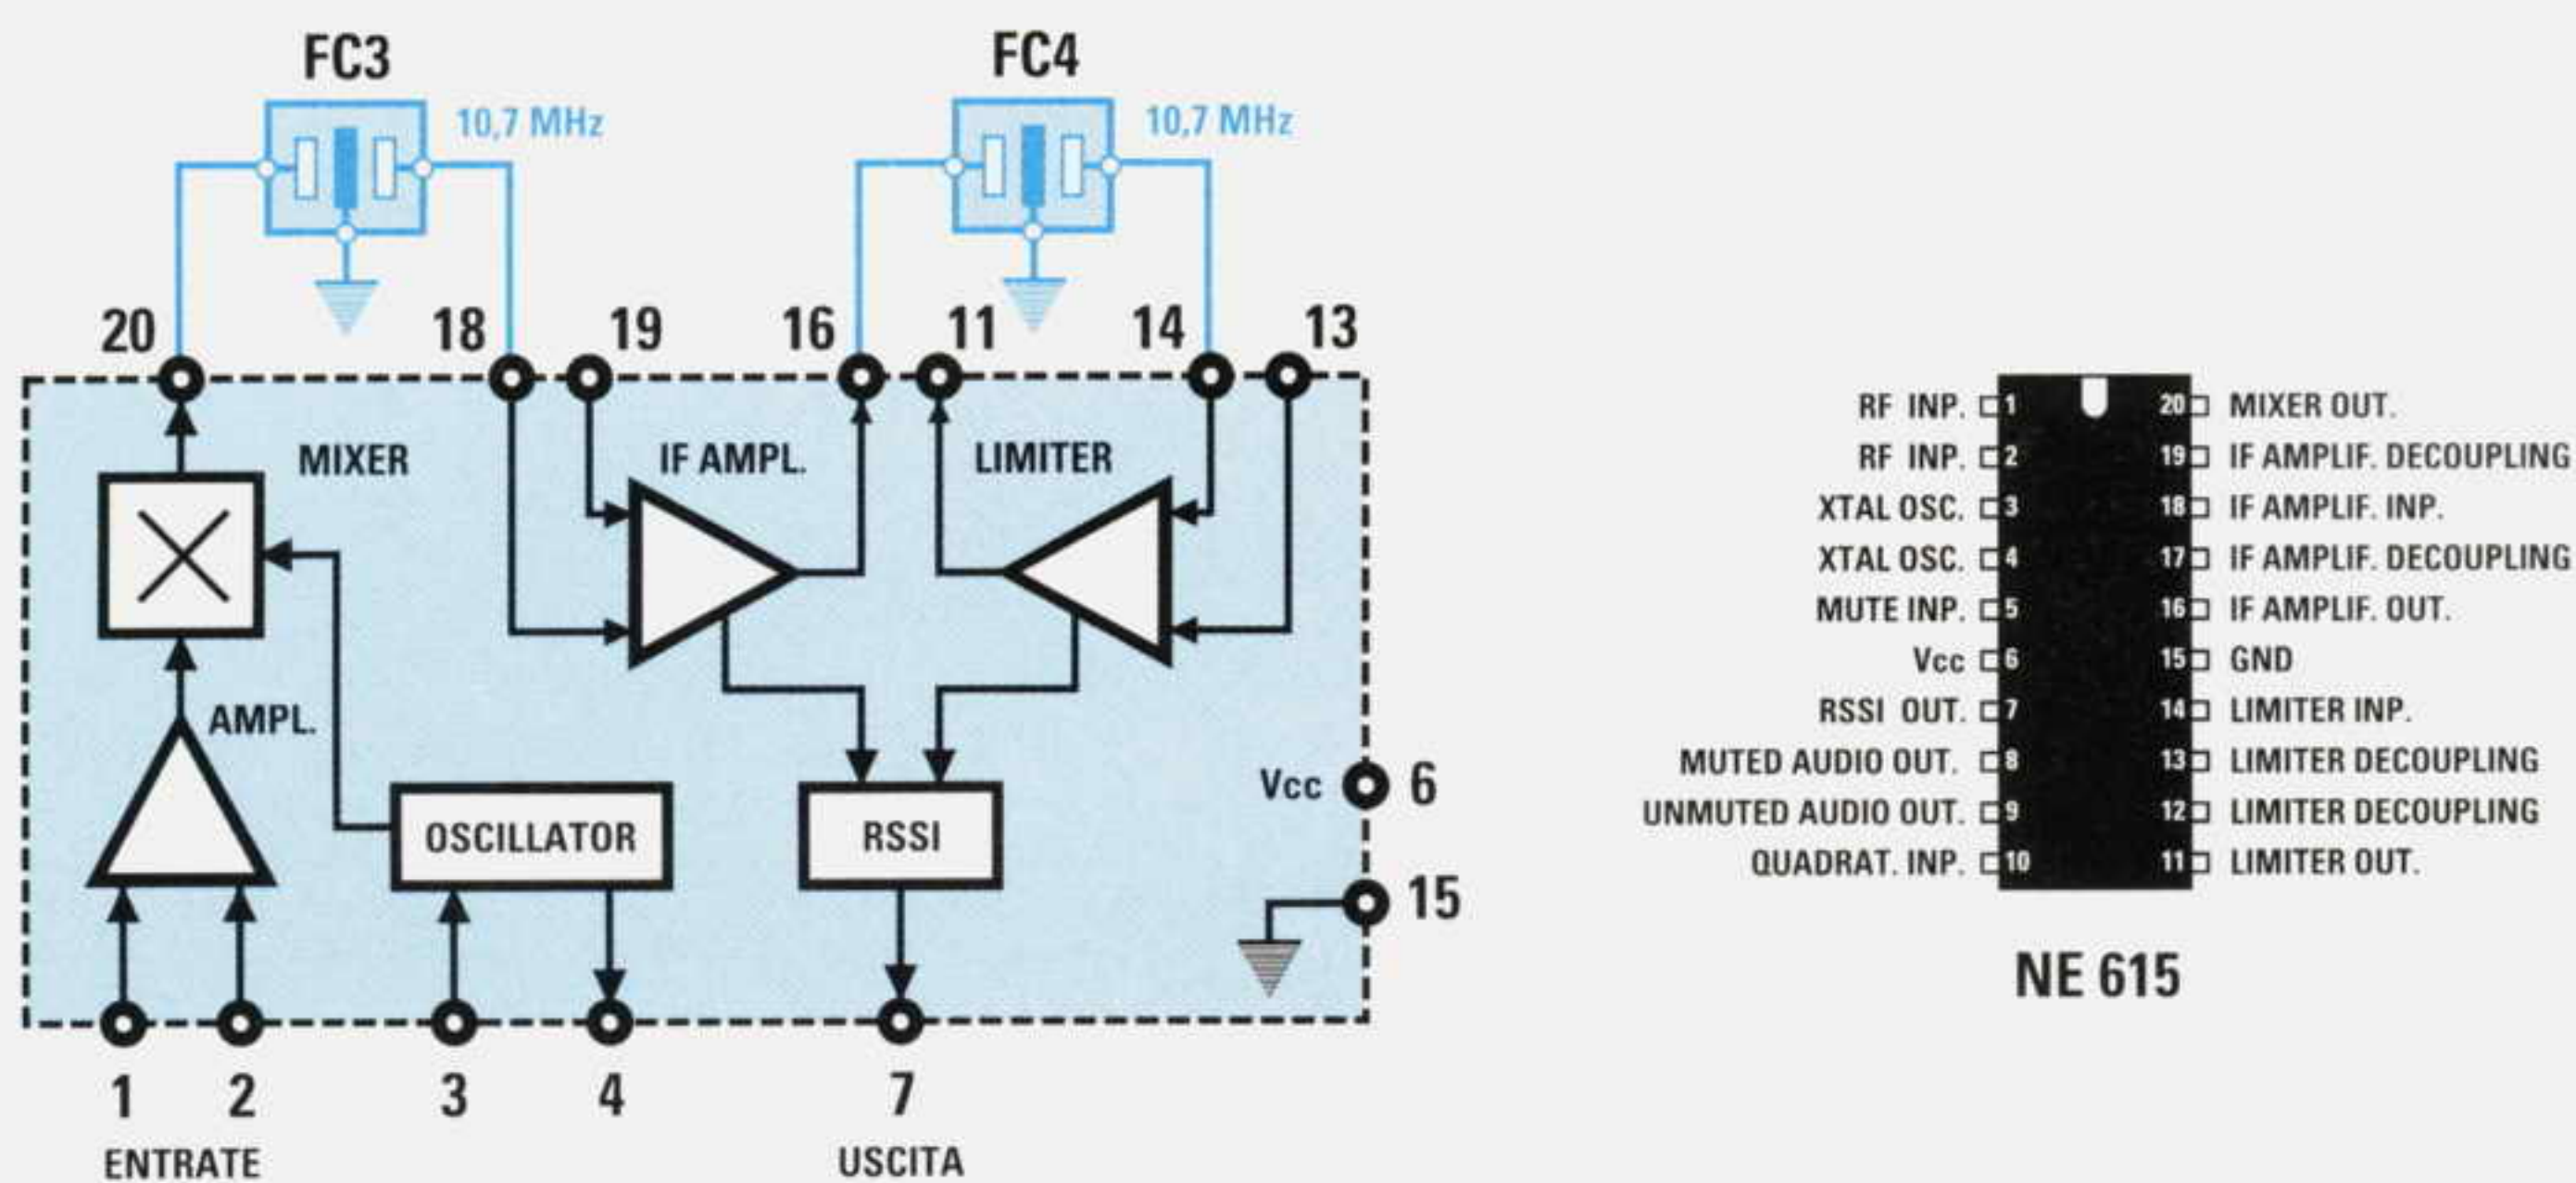 FC3
FC4
10,7 MHz
10,7 MHz
20
18
19
16
11
14
13
MIXER
IF AMPL.
LIMITER
AMPL.
OSCILLATOR
RSSI
Vcc
6
15
1
2
3
4
7
ENTRATE
USCITA
RF INP. 1
RF INP. 2
XTAL OSC. 3
XTAL OSC. 4
MUTE INP. 5
Vcc 6
RSSI OUT. 7
MUTED AUDIO OUT. 8
UNMUTED AUDIO OUT. 9
QUADRAT. INP. 10
20 MIXER OUT.
19 IF AMPLIF. DECOUPLING
18 IF AMPLIF. INP.
17 IF AMPLIF. DECOUPLING
16 IF AMPLIF. OUT.
15 GND
14 LIMITER INP.
13 LIMITER DECOUPLING
12 LIMITER DECOUPLING
11 LIMITER OUT.
NE 615